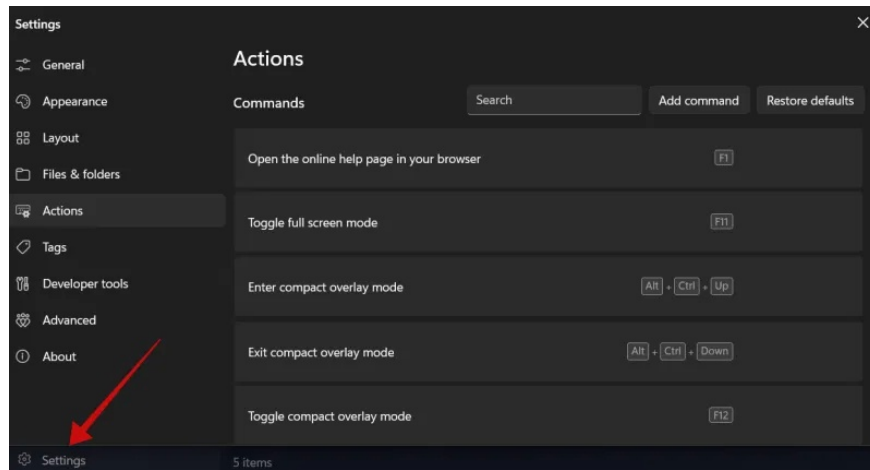 Settings
General
Appearance
Layout
Files & folders
Actions
Tags
Developer tools
Advanced
About
Settings
Actions
Commands
Search
Add command
Restore defaults
Open the online help page in your browser
F1
Toggle full screen mode
F11
Enter compact overlay mode
Alt + Ctrl + Up
Exit compact overlay mode
Alt + Ctrl + Down
Toggle compact overlay mode
F12
5 items